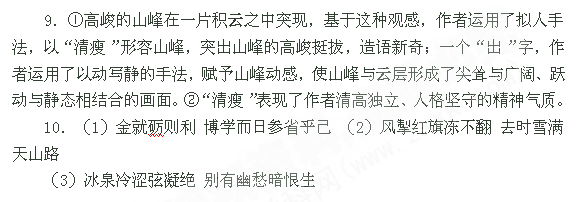 9. ①高峻的山峰在一片积云之中突现，基于这种观感，作者运用了拟人手
法，以“清瘦”形容山峰，突出山峰的高峻挺拔，造语新奇；一个“出”字，作
者运用了以动写静的手法，赋予山峰动感，使山峰与云层形成了尖耸与广阔、跃
动与静态相结合的画面。②“清瘦”表现了作者清高独立、人格坚守的精神气质。
10. （1）金就砺则利 博学而日参省乎己 （2）风掣红旗冻不翻 去时雪满
天山路
（3）冰泉冷涩弦凝绝 别有幽愁暗恨生